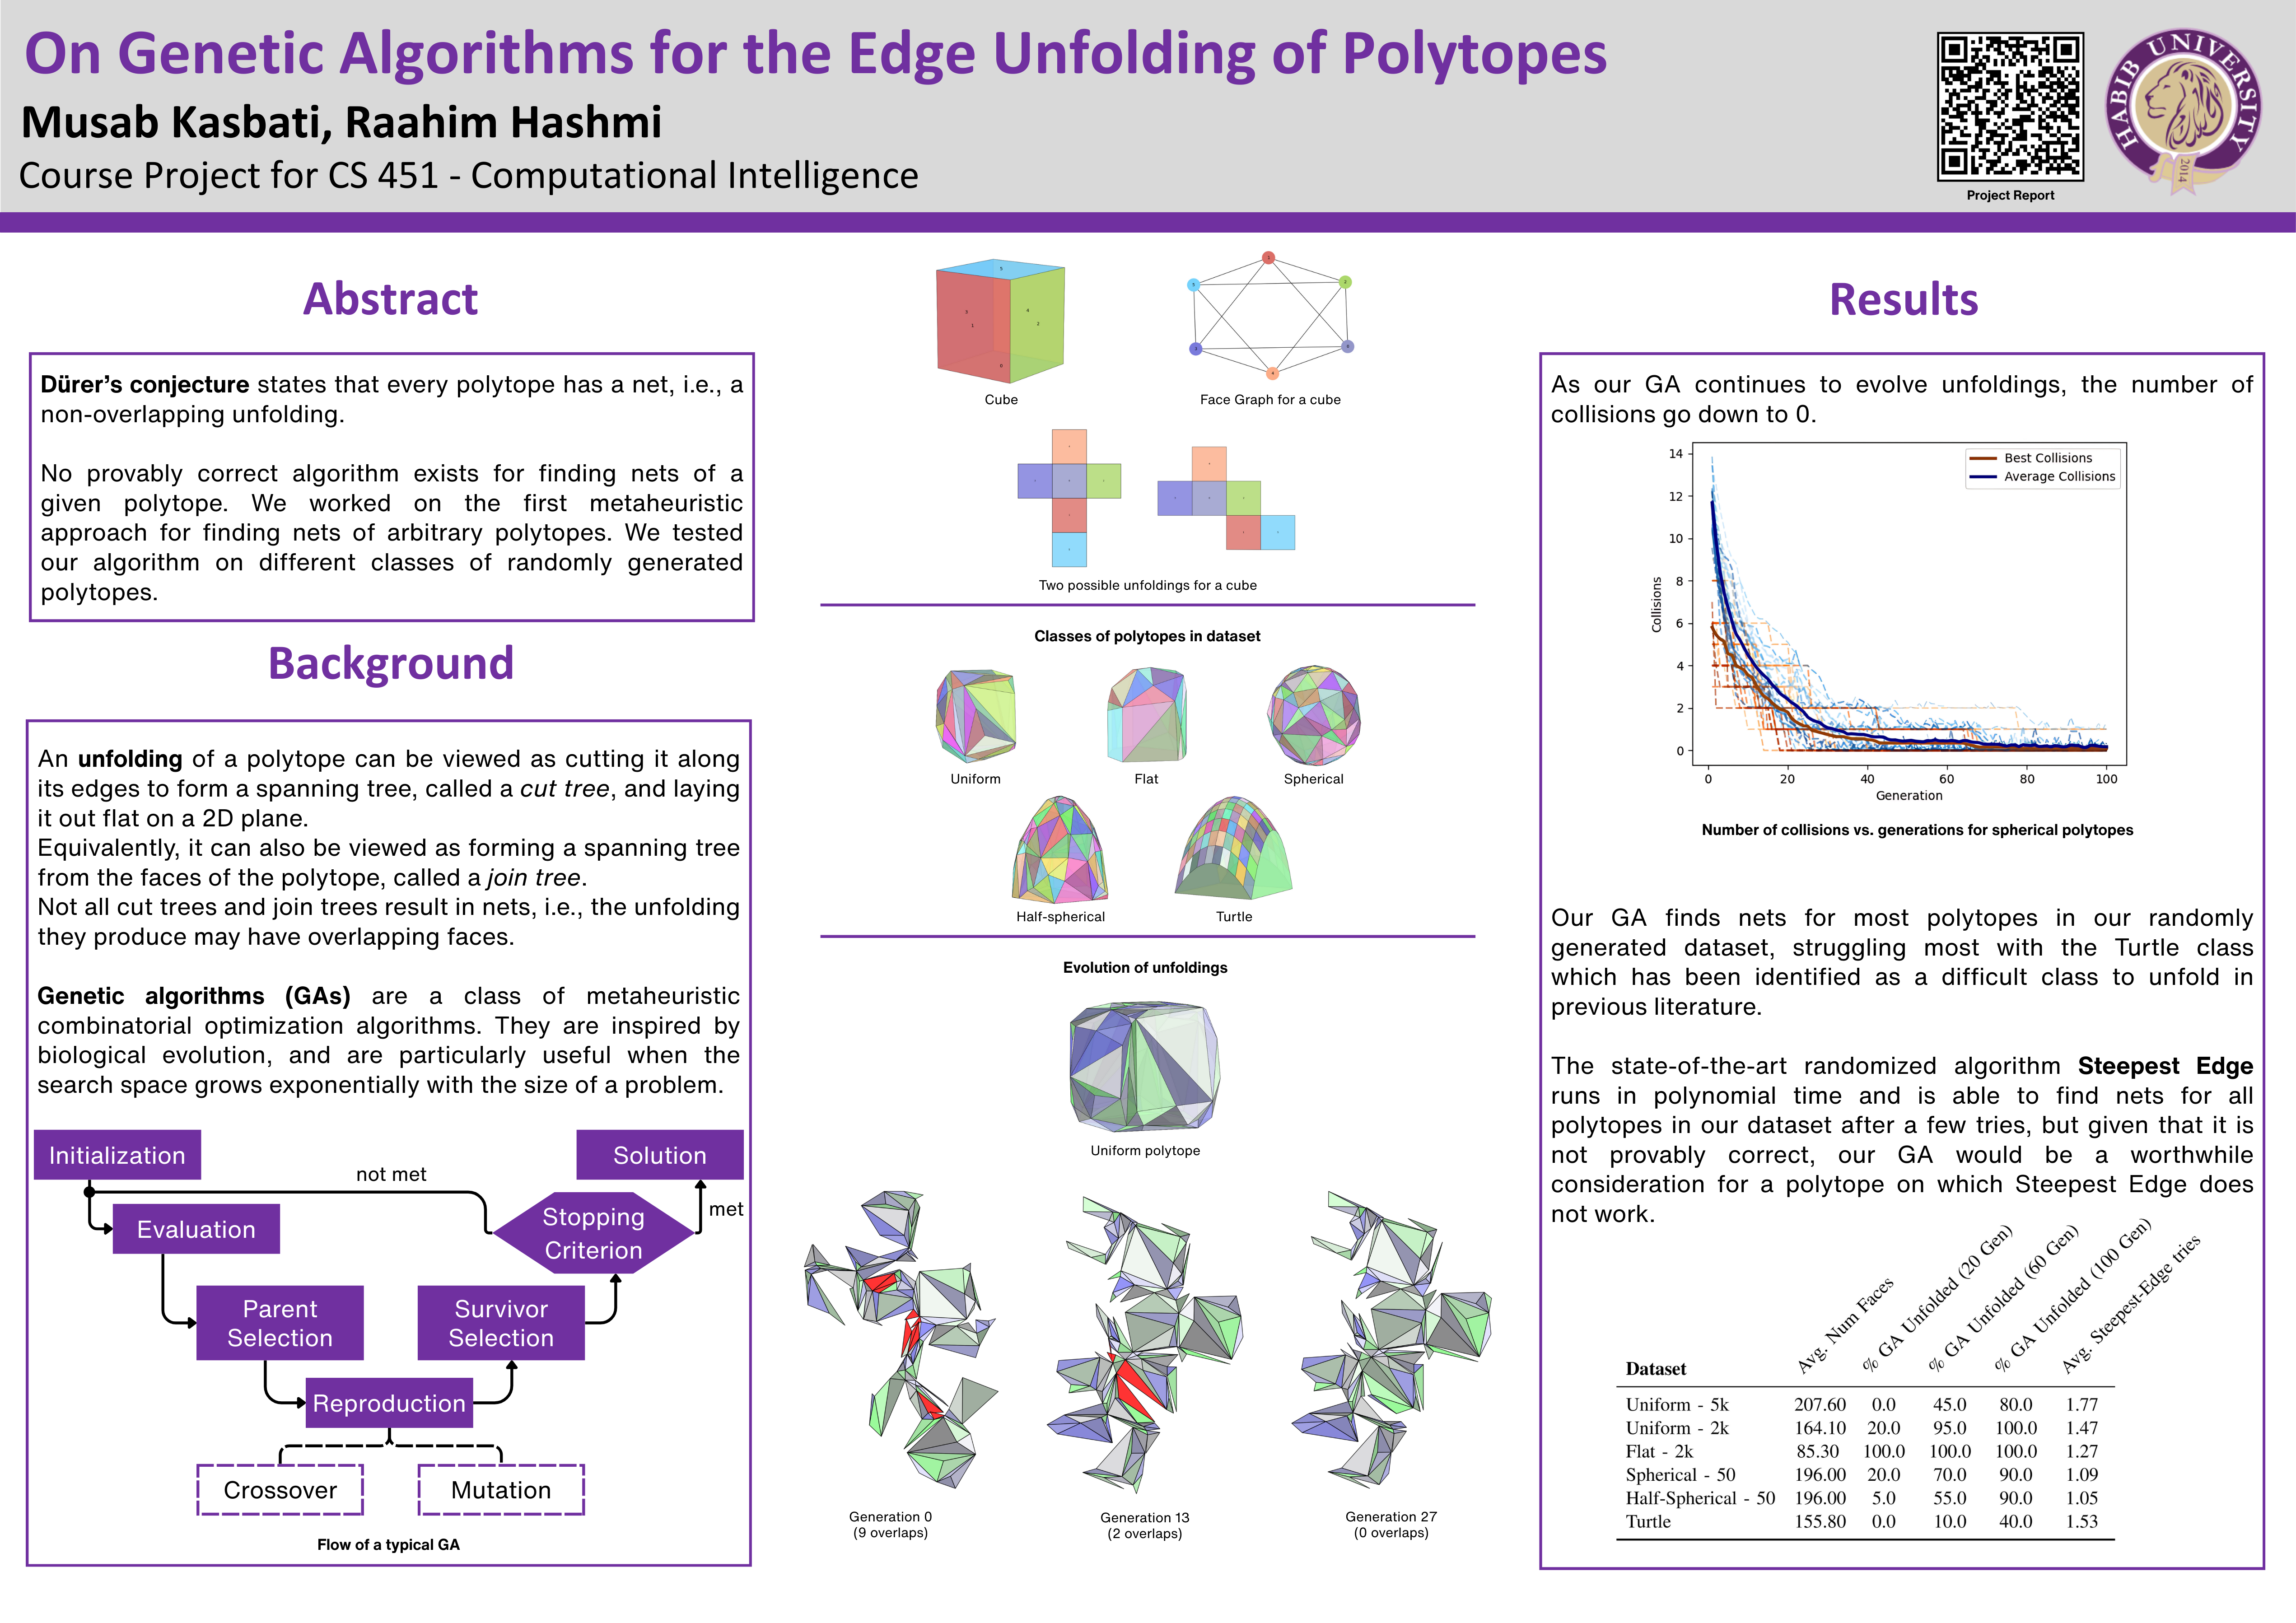 On Genetic Algorithms for the Edge Unfolding of Polytopes
Musab Kasbati, Raahim Hashmi
Course Project for CS 451 - Computational Intelligence
Project Report
HABIB UNIVERSITY
2014
Abstract
Dürer’s conjecture states that every polytope has a net, i.e., a
non-overlapping unfolding.
No provably correct algorithm exists for finding nets of a
given polytope. We worked on the first metaheuristic
approach for finding nets of arbitrary polytopes. We tested
our algorithm on different classes of randomly generated
polytopes.
Background
An unfolding of a polytope can be viewed as cutting it along
its edges to form a spanning tree, called a cut tree, and laying
it out flat on a 2D plane.
Equivalently, it can also be viewed as forming a spanning tree
from the faces of the polytope, called a join tree.
Not all cut trees and join trees result in nets, i.e., the unfolding
they produce may have overlapping faces.
Genetic algorithms (GAs) are a class of metaheuristic
combinatorial optimization algorithms. They are inspired by
biological evolution, and are particularly useful when the
search space grows exponentially with the size of a problem.
Initialization
Solution
not met
met
Evaluation
Stopping
Criterion
Parent
Selection
Survivor
Selection
Reproduction
Crossover
Mutation
Flow of a typical GA
Cube
Face Graph for a cube
Two possible unfoldings for a cube
Classes of polytopes in dataset
Uniform
Flat
Spherical
Half-spherical
Turtle
Evolution of unfoldings
Uniform polytope
Generation 0
(9 overlaps)
Generation 13
(2 overlaps)
Generation 27
(0 overlaps)
Results
As our GA continues to evolve unfoldings, the number of
collisions go down to 0.
Best Collisions
Average Collisions
Collisions
14
12
10
8
6
4
2
0
0 20 40 60 80 100
Generation
Number of collisions vs. generations for spherical polytopes
Our GA finds nets for most polytopes in our randomly
generated dataset, struggling most with the Turtle class
which has been identified as a difficult class to unfold in
previous literature.
The state-of-the-art randomized algorithm Steepest Edge
runs in polynomial time and is able to find nets for all
polytopes in our dataset after a few tries, but given that it is
not provably correct, our GA would be a worthwhile
consideration for a polytope on which Steepest Edge does
not work.
Dataset
Avg. Num Faces
% GA Unfolded (20 Gen)
% GA Unfolded (60 Gen)
% GA Unfolded (100 Gen)
Avg. Steepest-Edge tries
Uniform - 5k 207.60 0.0 45.0 80.0 1.77
Uniform - 2k 164.10 20.0 95.0 100.0 1.47
Flat - 2k 85.30 100.0 100.0 100.0 1.27
Spherical - 50 196.00 20.0 70.0 90.0 1.09
Half-Spherical - 50 196.00 5.0 55.0 90.0 1.05
Turtle 155.80 0.0 10.0 40.0 1.53